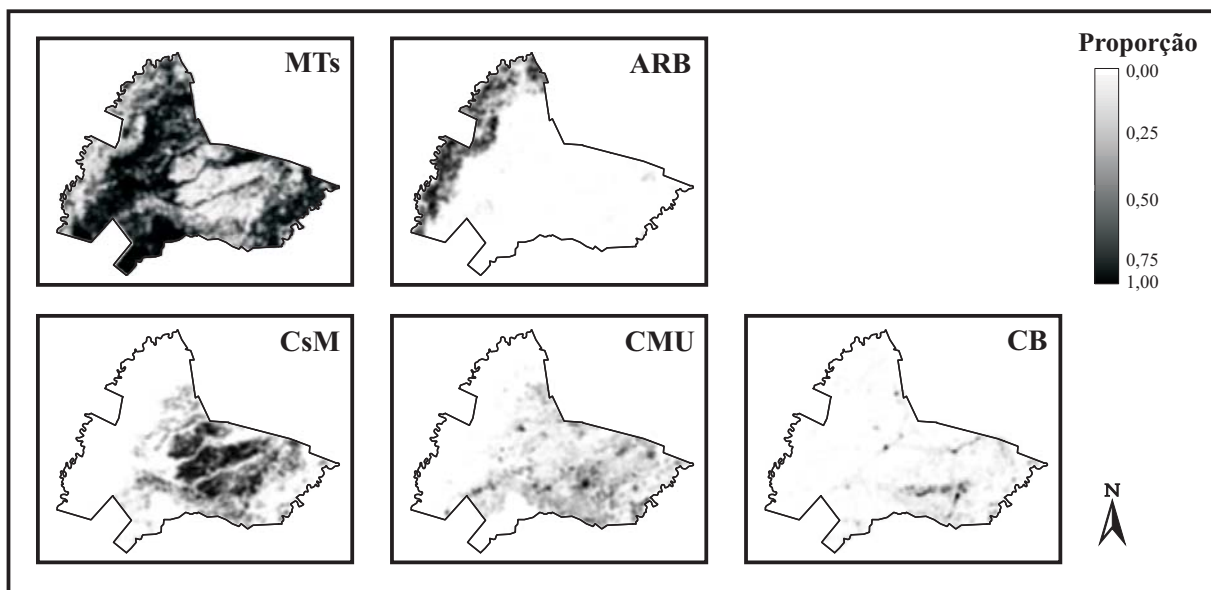 MTs
ARB
Proporção
0,00
0,25
0,50
0,75
1,00
CsM
CMU
CB
N